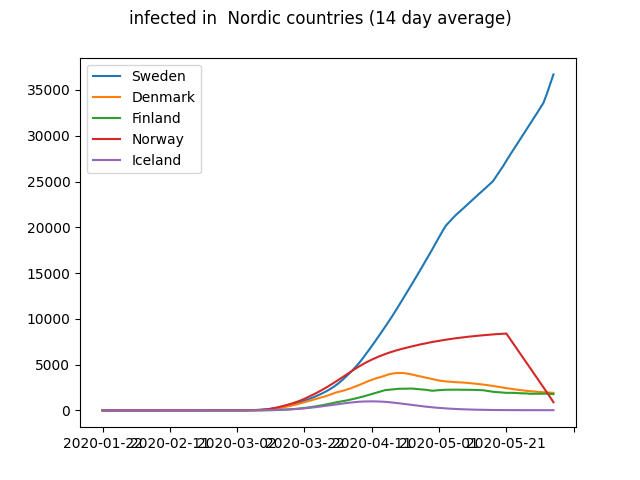 infected in  Nordic countries (14 day average)
Sweden
Denmark
Finland
Norway
Iceland
35000
30000
25000
20000
15000
10000
5000
0
2020-01-22 2020-02-11 2020-03-02 2020-03-22 2020-04-11 2020-05-01 2020-05-21